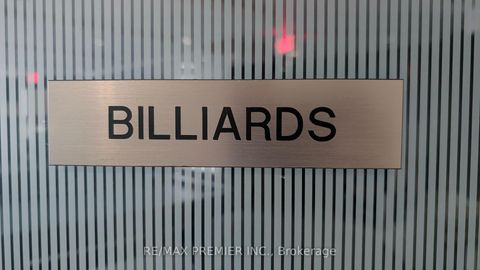 BILLIARDS
RE/MAX PREMIER INC., Brokerage